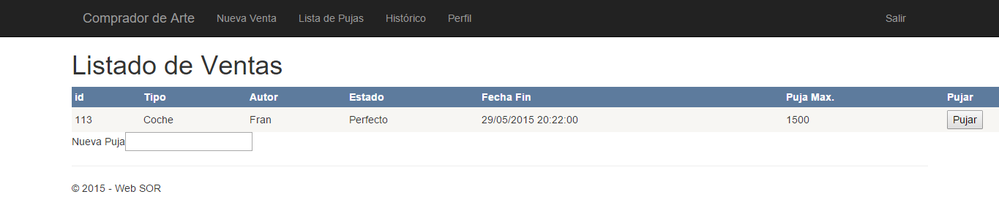 Comprador de Arte Nueva Venta Lista de Pujas Histórico Perfil Salir
Listado de Ventas
id Tipo Autor Estado Fecha Fin Puja Max. Pujar
113 Coche Fran Perfecto 29/05/2015 20:22:00 1500 Pujar
Nueva Puja
© 2015 - Web SOR